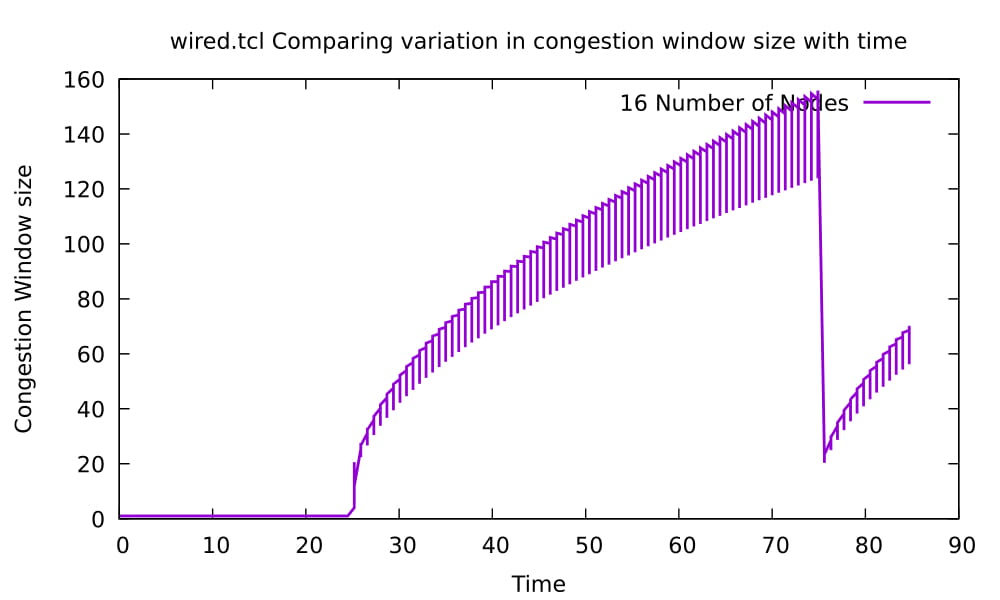 wired.tcl Comparing variation in congestion window size with time
160
140
120
100
80
60
40
20
0
0 10 20 30 40 50 60 70 80 90
Congestion Window size
Time
16 Number of Nodes